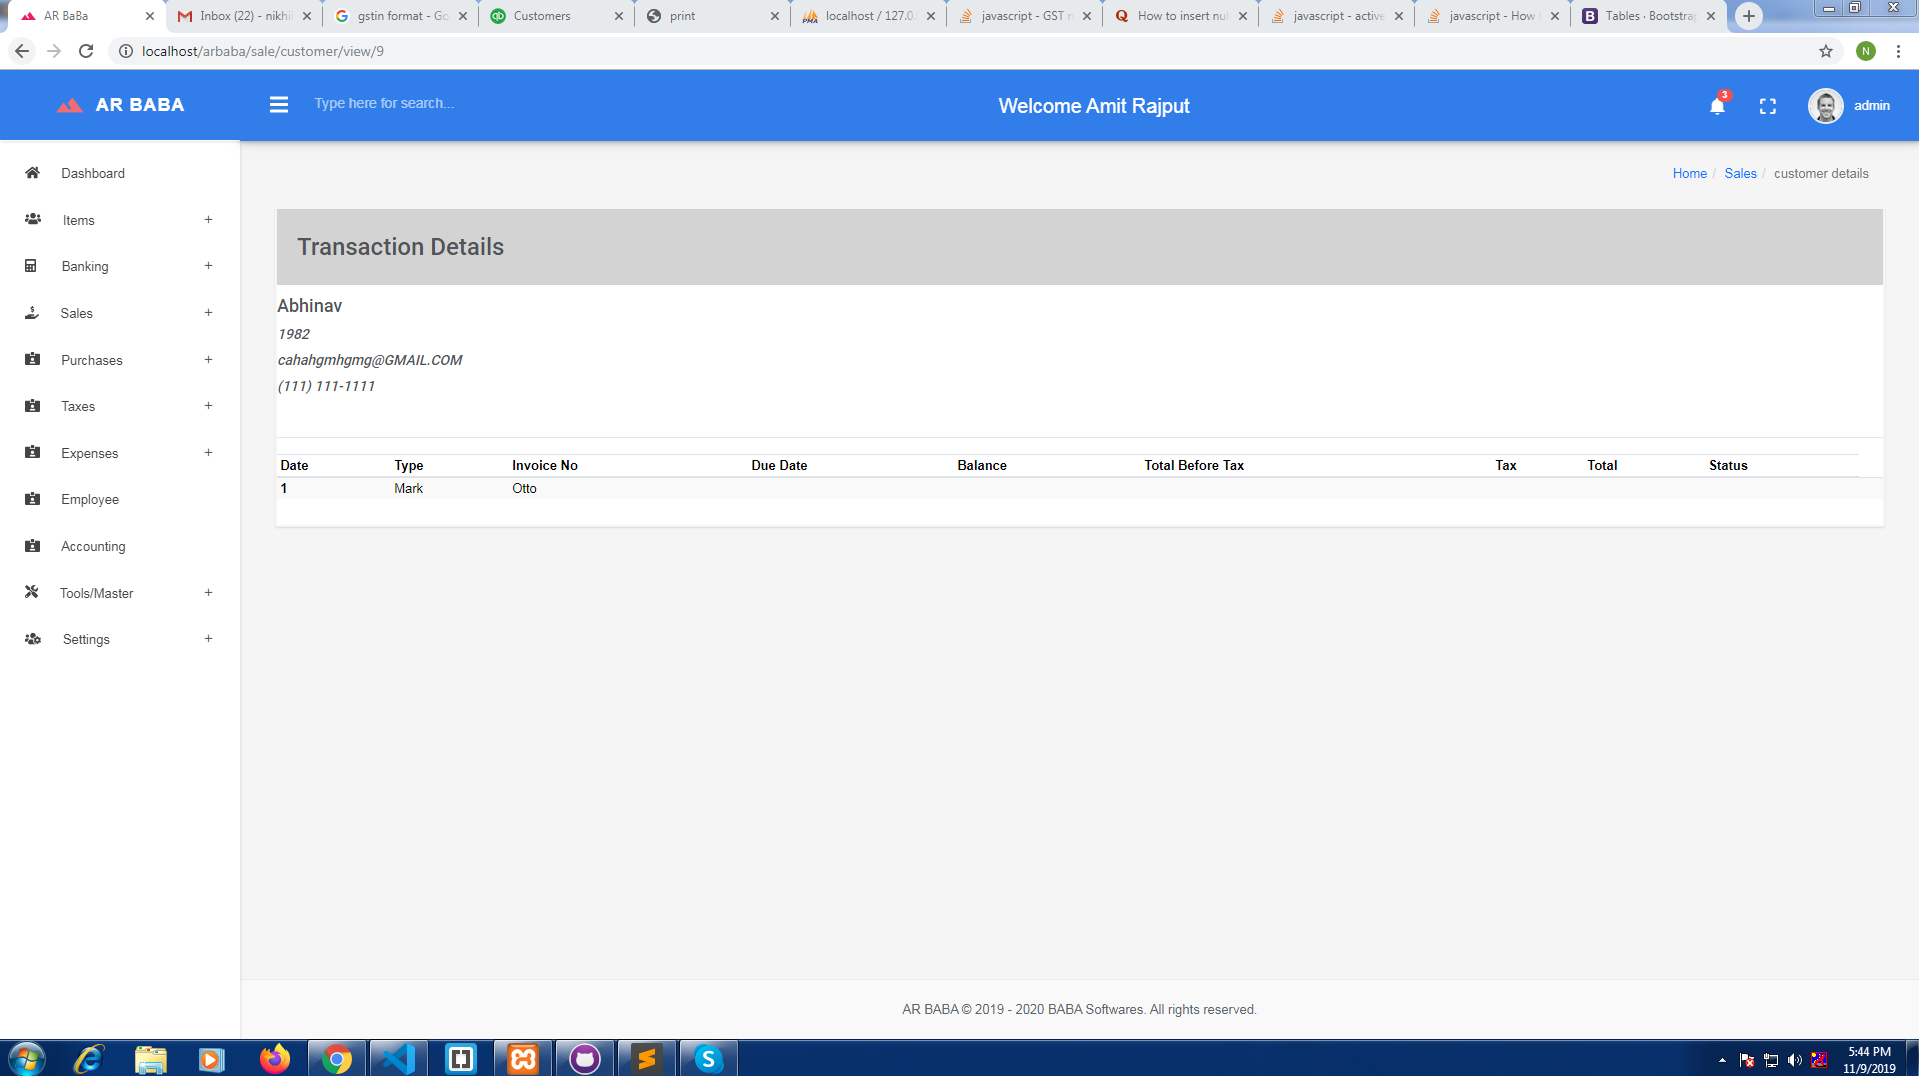 AR BaBa
Inbox (22) - nikhil
gstin format - Go
Customers
print
localhost / 127.0.
javascript - GST
How to insert nu
javascript - active
javascript - How
Tables · Bootstrap
localhost/arbaba/sale/customer/view/9
N
AR BABA
Type here for search...
Welcome Amit Rajput
3
admin
Dashboard
Items +
Banking +
Sales +
Purchases +
Taxes +
Expenses +
Employee
Accounting
Tools/Master +
Settings +
Home / Sales / customer details
Transaction Details
Abhinav
1982
cahahgmhgmg@GMAIL.COM
(111) 111-1111
Date Type Invoice No Due Date Balance Total Before Tax Tax Total Status
1 Mark Otto
AR BABA © 2019 - 2020 BABA Softwares. All rights reserved.
5:44 PM
11/9/2019